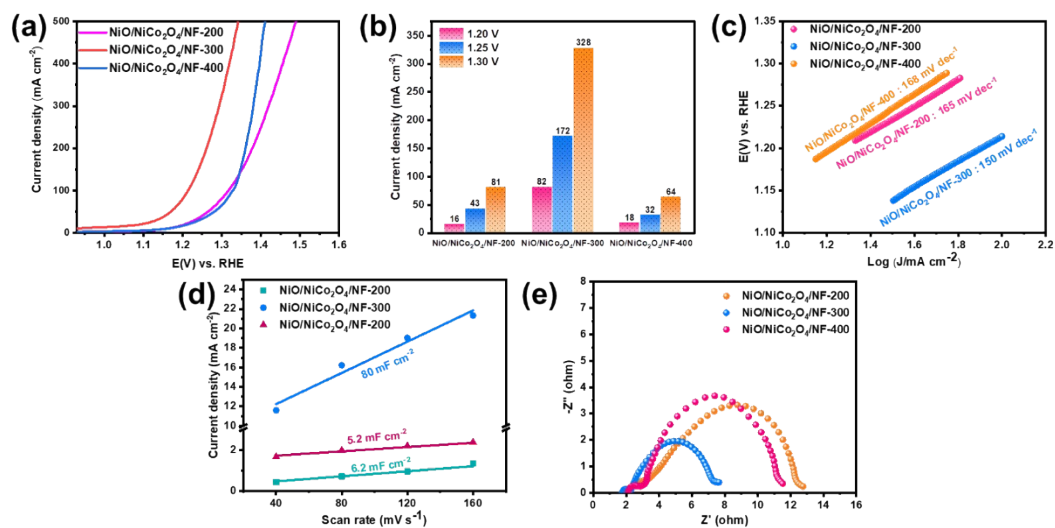 (a)
NiO/NiCo₂O₄/NF-200
NiO/NiCo₂O₄/NF-300
NiO/NiCo₂O₄/NF-400
Current density (mA cm⁻²)
500
400
300
200
100
0
1.0 1.1 1.2 1.3 1.4 1.5 1.6
E(V) vs. RHE
(b)
1.20 V
1.25 V
1.30 V
Current density (mA cm⁻²)
350
300
250
200
150
100
50
0
16 43 81
82 172 328
18 32 64
NiO/NiCo₂O₄/NF-200 NiO/NiCo₂O₄/NF-300 NiO/NiCo₂O₄/NF-400
(c)
NiO/NiCo₂O₄/NF-200
NiO/NiCo₂O₄/NF-300
NiO/NiCo₂O₄/NF-400
E(V) vs. RHE
1.35
1.30
1.25
1.20
1.15
1.10
NiO/NiCo₂O₄/NF-400 : 168 mV dec⁻¹
NiO/NiCo₂O₄/NF-200 : 165 mV dec⁻¹
NiO/NiCo₂O₄/NF-300 : 150 mV dec⁻¹
1.0 1.2 1.4 1.6 1.8 2.0 2.2
Log (J/mA cm⁻²)
(d)
NiO/NiCo₂O₄/NF-200
NiO/NiCo₂O₄/NF-300
NiO/NiCo₂O₄/NF-200
Current density (mA cm⁻²)
24
22
20
18
16
14
12
2
0
80 mF cm⁻²
5.2 mF cm⁻²
6.2 mF cm⁻²
40 80 120 160
Scan rate (mV s⁻¹)
(e)
NiO/NiCo₂O₄/NF-200
NiO/NiCo₂O₄/NF-300
NiO/NiCo₂O₄/NF-400
-Z'' (ohm)
8
7
6
5
4
3
2
1
0
0 2 4 6 8 10 12 14
Z' (ohm)